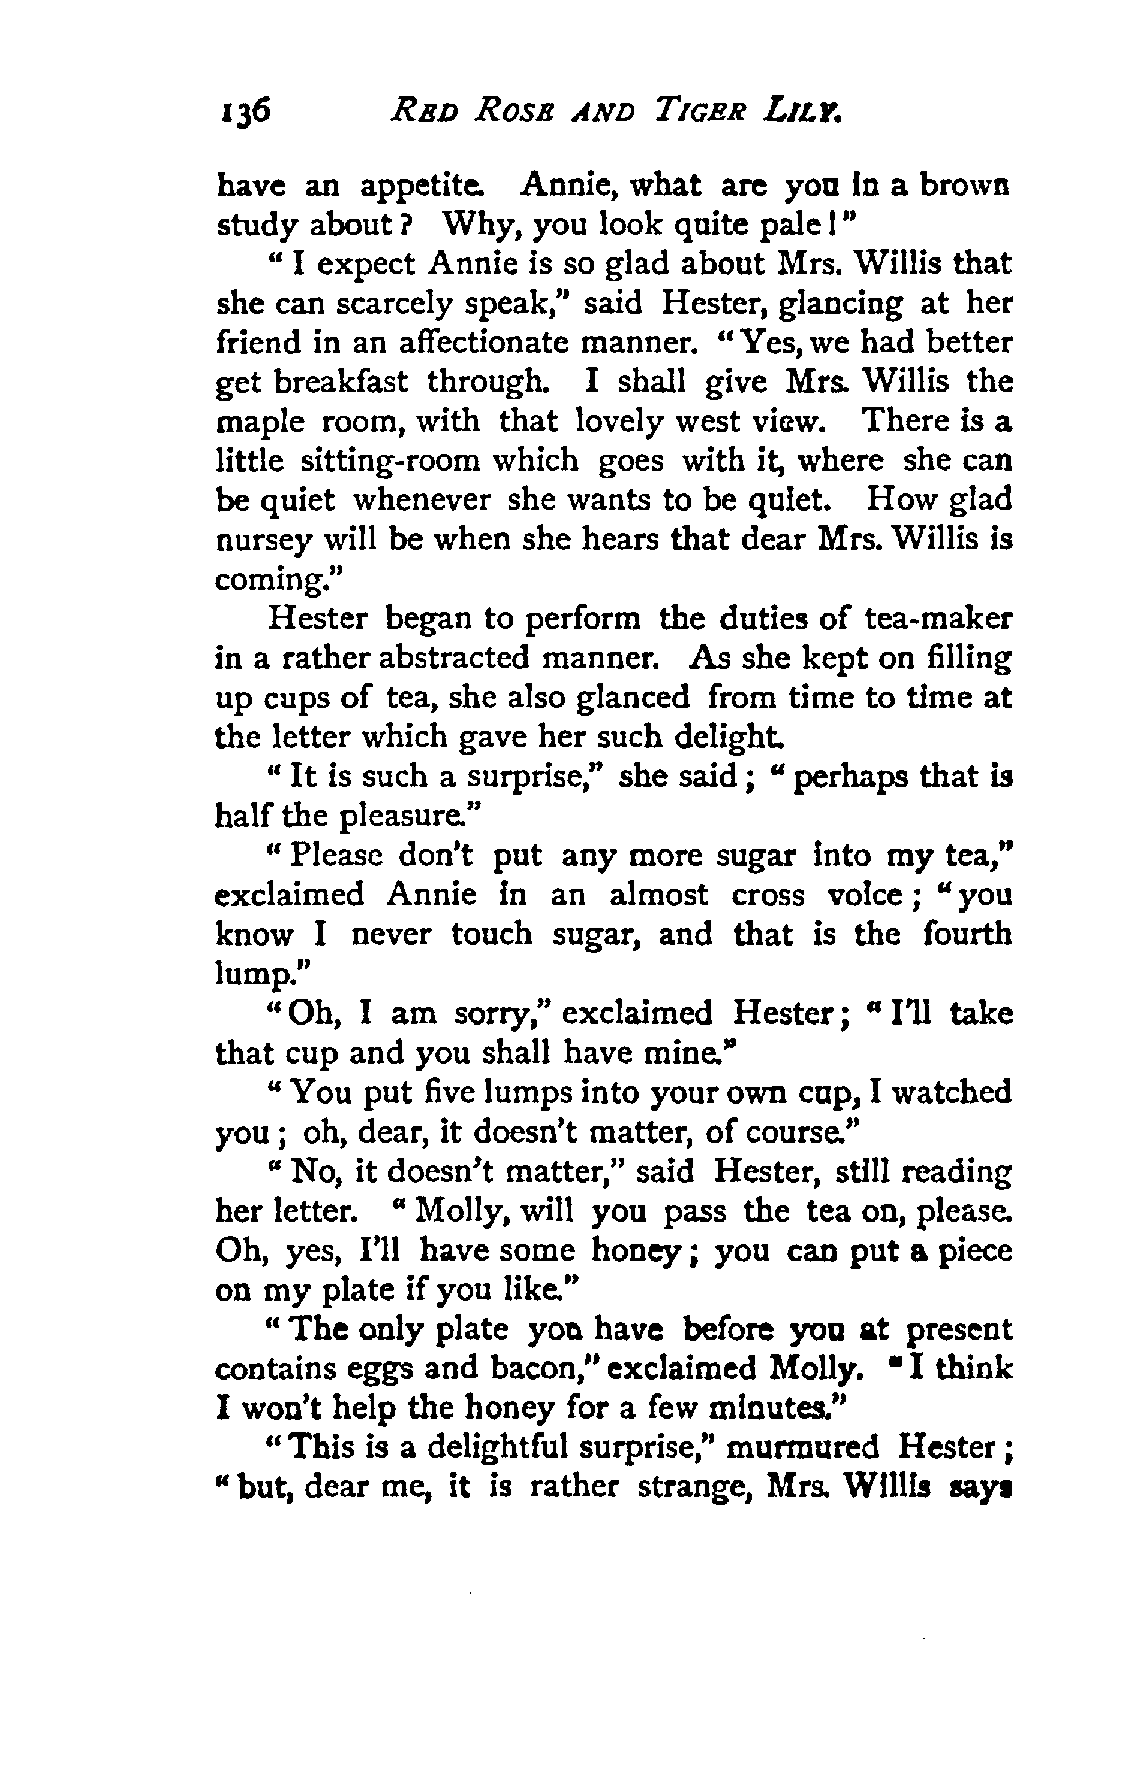 136 RED ROSE AND TIGER LILY.
have an appetite. Annie, what are you in a brown
study about? Why, you look quite pale!"
"I expect Annie is so glad about Mrs. Willis that
she can scarcely speak," said Hester, glancing at her
friend in an affectionate manner. "Yes, we had better
get breakfast through. I shall give Mrs. Willis the
maple room, with that lovely west view. There is a
little sitting-room which goes with it, where she can
be quiet whenever she wants to be quiet. How glad
nursey will be when she hears that dear Mrs. Willis is
coming."
Hester began to perform the duties of tea-maker
in a rather abstracted manner. As she kept on filling
up cups of tea, she also glanced from time to time at
the letter which gave her such delight.
"It is such a surprise," she said; "perhaps that is
half the pleasure."
"Please don't put any more sugar into my tea,"
exclaimed Annie in an almost cross voice; "you
know I never touch sugar, and that is the fourth
lump."
"Oh, I am sorry," exclaimed Hester; "I'll take
that cup and you shall have mine."
"You put five lumps into your own cup, I watched
you; oh, dear, it doesn't matter, of course."
"No, it doesn't matter," said Hester, still reading
her letter. "Molly, will you pass the tea on, please.
Oh, yes, I'll have some honey; you can put a piece
on my plate if you like."
"The only plate you have before you at present
contains eggs and bacon," exclaimed Molly. "I think
I won't help the honey for a few minutes."
"This is a delightful surprise," murmured Hester;
"but, dear me, it is rather strange, Mrs. Willis says